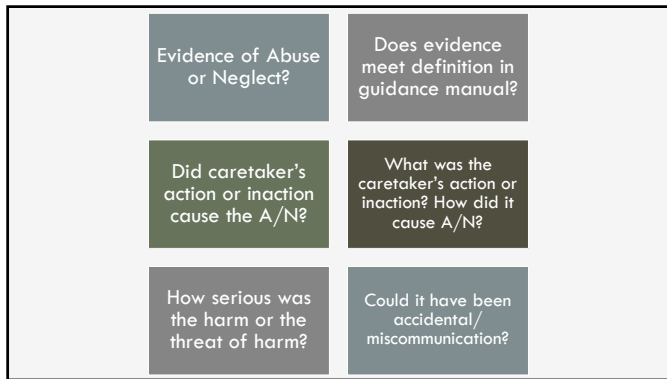 Evidence of Abuse
or Neglect?
Does evidence
meet definition in
guidance manual?
Did caretaker's
action or inaction
cause the A/N?
What was the
caretaker's action or
inaction? How did it
cause A/N?
How serious was
the harm or the
threat of harm?
Could it have been
accidental/
miscommunication?